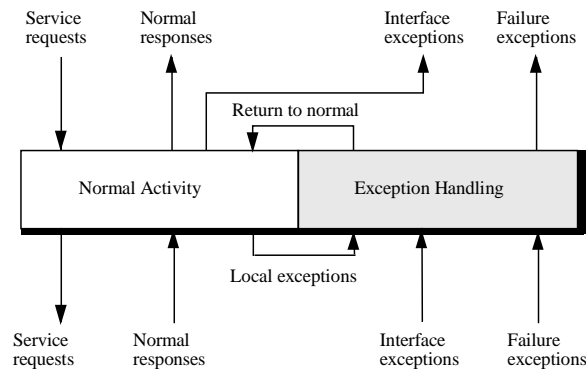 Service
requests
Normal
responses
Interface
exceptions
Failure
exceptions
Return to normal
Normal Activity
Exception Handling
Local exceptions
Service
requests
Normal
responses
Interface
exceptions
Failure
exceptions